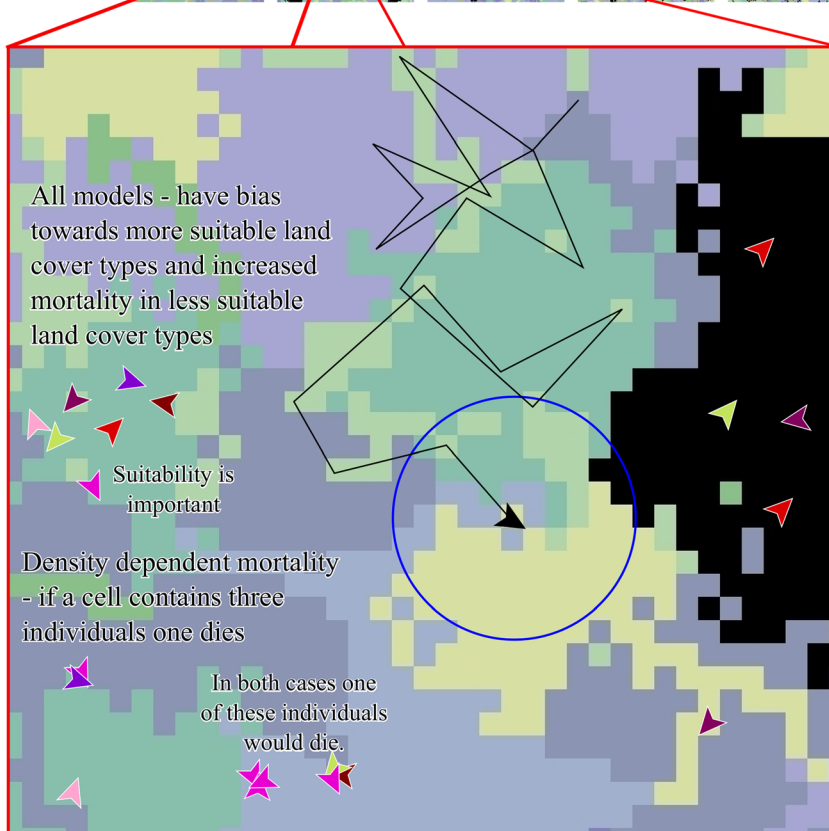 All models - have bias
towards more suitable land
cover types and increased
mortality in less suitable
land cover types
Suitability is
important
Density dependent mortality
- if a cell contains three
individuals one dies
In both cases one
of these individuals
would die.